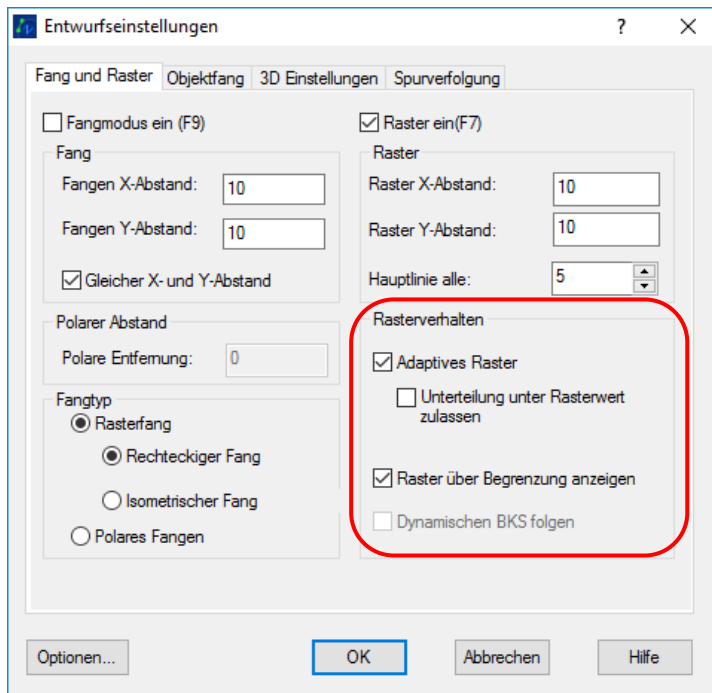 Entwurfseinstellungen
Fang und Raster
Objektfang
3D Einstellungen
Spurverfolgung
Fangmodus ein (F9)
Fang
Fangen X-Abstand:
10
Fangen Y-Abstand:
10
Gleicher X- und Y-Abstand
Polarer Abstand
Polare Entfernung:
0
Fangtyp
Rasterfang
Rechteckiger Fang
Isometrischer Fang
Polares Fangen
Raster ein(F7)
Raster
Raster X-Abstand:
10
Raster Y-Abstand:
10
Hauptlinie alle:
5
Rasterverhalten
Adaptives Raster
Unterteilung unter Rasterwert
zulassen
Raster über Begrenzung anzeigen
Dynamischen BKS folgen
Optionen...
OK
Abbrechen
Hilfe